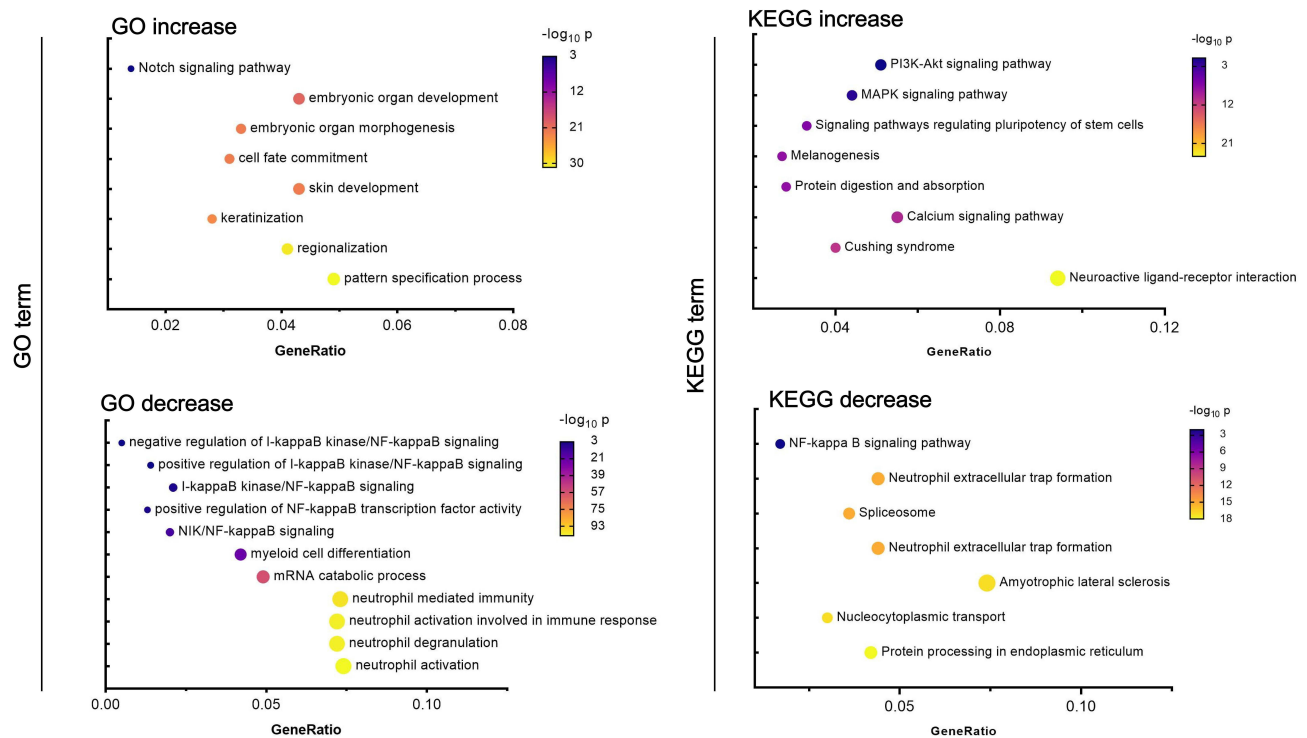 GO term
GO increase
-log10 p
3
12
21
30
Notch signaling pathway
embryonic organ development
embryonic organ morphogenesis
cell fate commitment
skin development
keratinization
regionalization
pattern specification process
0.02 0.04 0.06 0.08
GeneRatio
GO decrease
-log10 p
3
21
39
57
75
93
negative regulation of I-kappaB kinase/NF-kappaB signaling
positive regulation of I-kappaB kinase/NF-kappaB signaling
I-kappaB kinase/NF-kappaB signaling
positive regulation of NF-kappaB transcription factor activity
NIK/NF-kappaB signaling
myeloid cell differentiation
mRNA catabolic process
neutrophil mediated immunity
neutrophil activation involved in immune response
neutrophil degranulation
neutrophil activation
0.00 0.05 0.10
GeneRatio
KEGG term
KEGG increase
-log10 p
3
12
21
PI3K-Akt signaling pathway
MAPK signaling pathway
Signaling pathways regulating pluripotency of stem cells
Melanogenesis
Protein digestion and absorption
Calcium signaling pathway
Cushing syndrome
Neuroactive ligand-receptor interaction
0.04 0.08 0.12
GeneRatio
KEGG decrease
-log10 p
3
6
9
12
15
18
NF-kappa B signaling pathway
Neutrophil extracellular trap formation
Spliceosome
Neutrophil extracellular trap formation
Amyotrophic lateral sclerosis
Nucleocytoplasmic transport
Protein processing in endoplasmic reticulum
0.05 0.10
GeneRatio